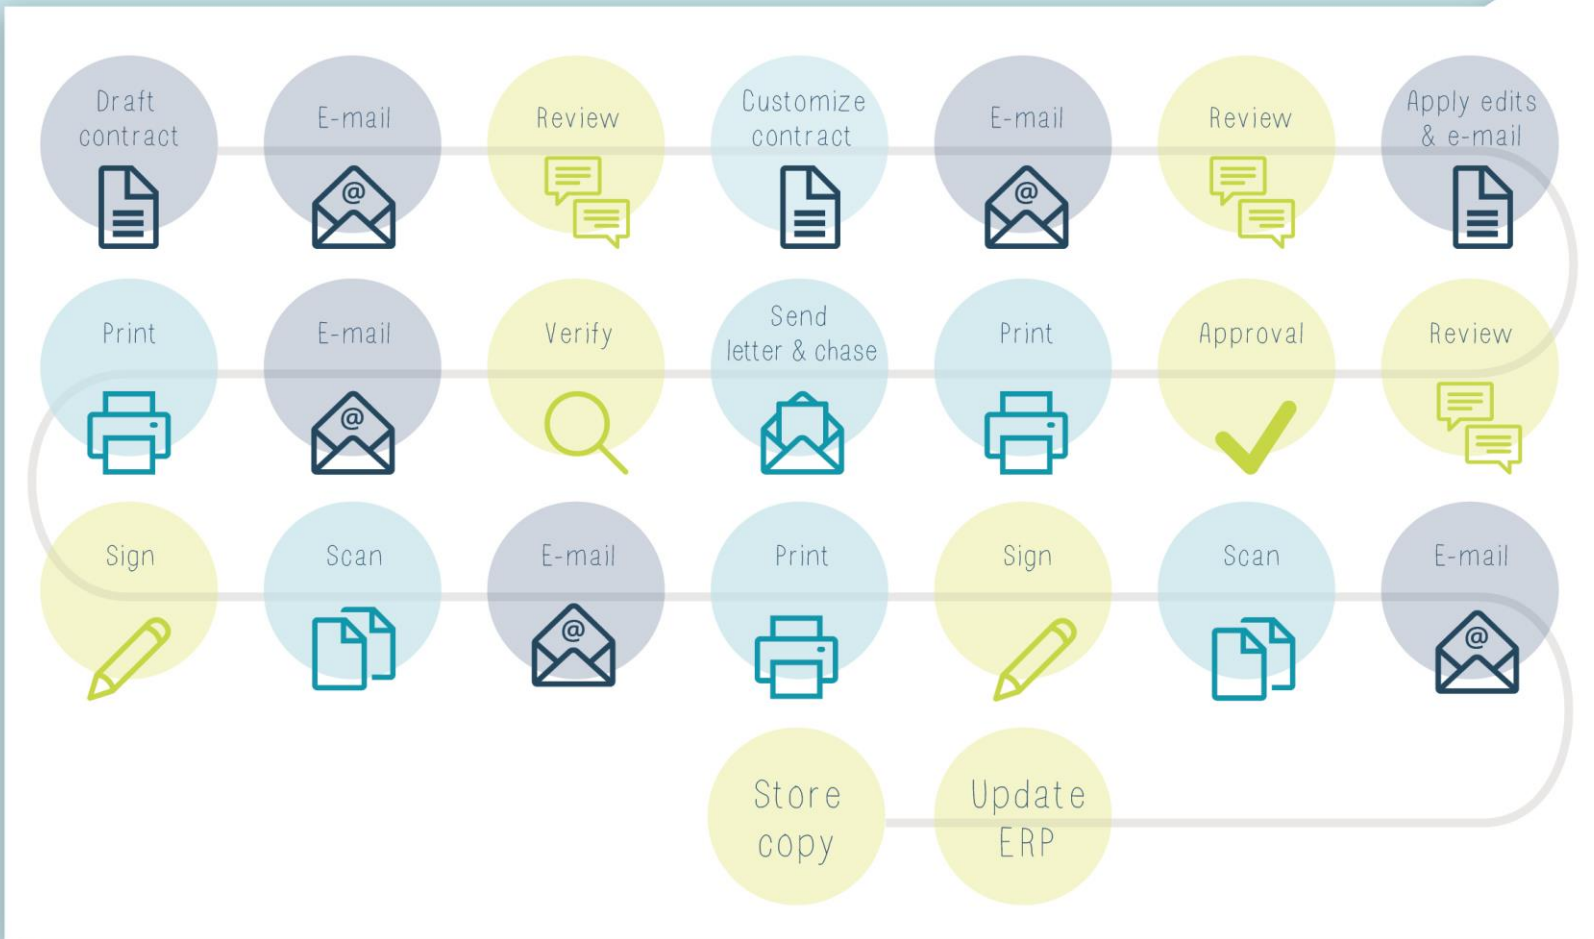 Draft
contract
E-mail
Review
Customize
contract
E-mail
Review
Apply edits
& e-mail
@
@
Print
E-mail
Verify
Send
letter & chase
Print
Approval
Review
@
Sign
Scan
E-mail
Print
Sign
Scan
E-mail
@
@
Store
copy
Update
ERP